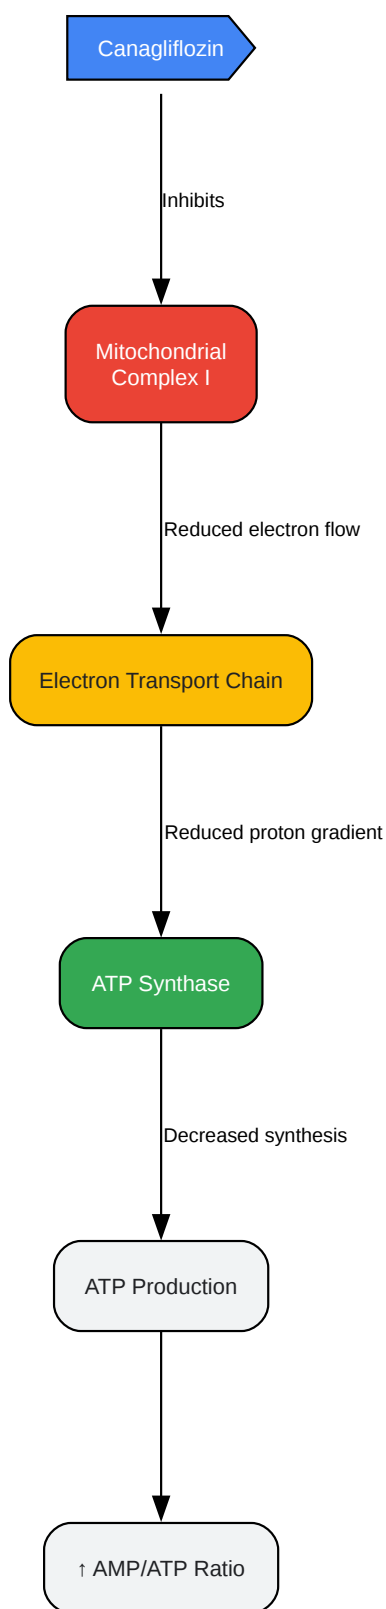 Canagliflozin
Inhibits
Mitochondrial
Complex I
Reduced electron flow
Electron Transport Chain
Reduced proton gradient
ATP Synthase
Decreased synthesis
ATP Production
↑ AMP/ATP Ratio